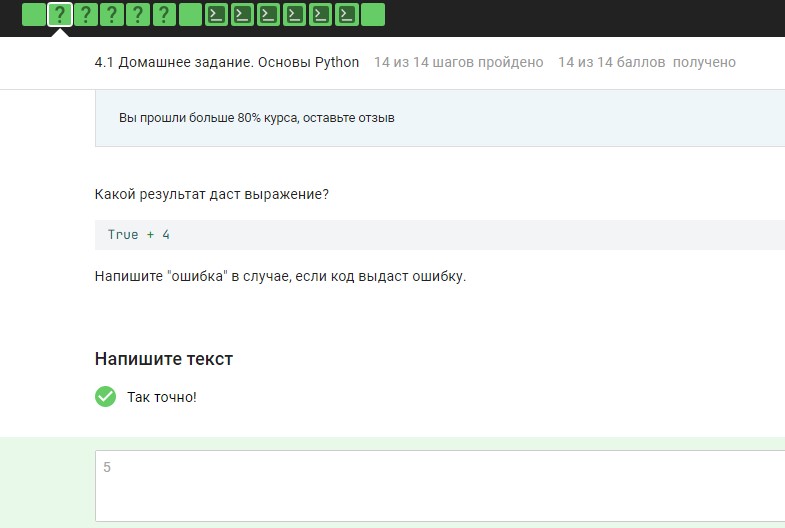 ? ? ? ? ?
4.1 Домашнее задание. Основы Python 14 из 14 шагов пройдено 14 из 14 баллов получено
Вы прошли больше 80% курса, оставьте отзыв
Какой результат даст выражение?
True + 4
Напишите "ошибка" в случае, если код выдаст ошибку.
Напишите текст
Так точно!
5